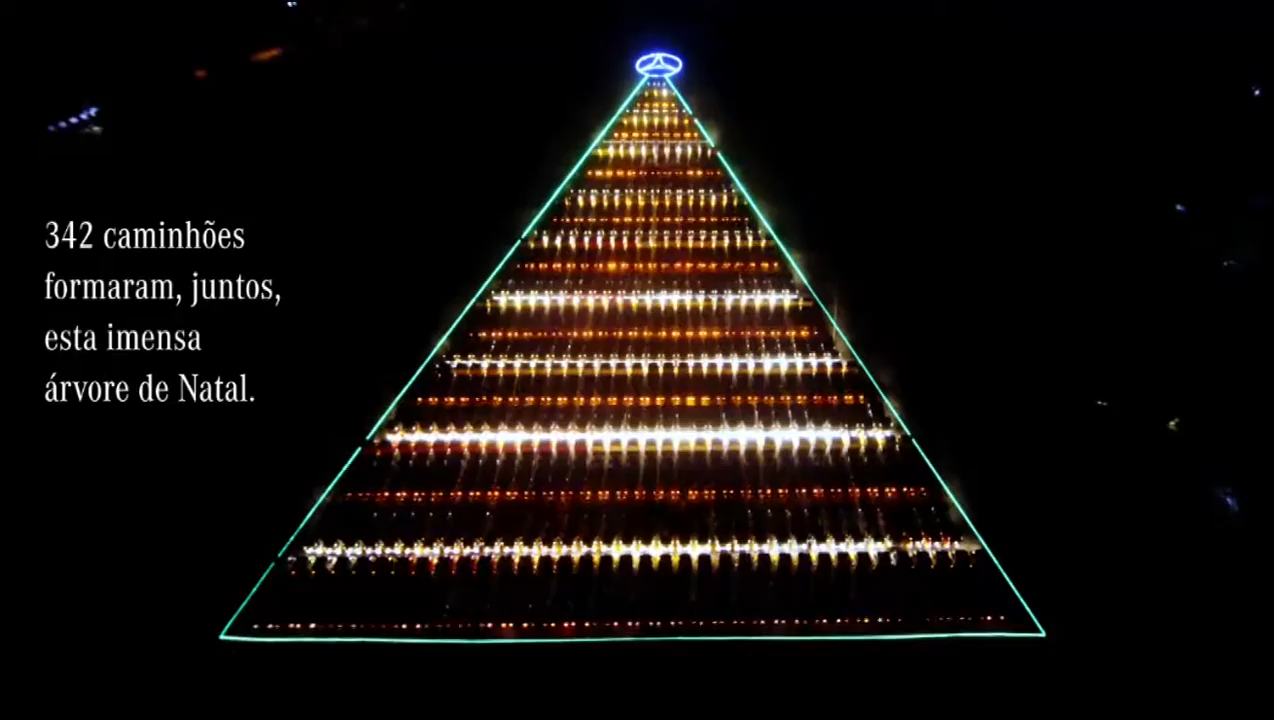 342 caminhões
formaram, juntos,
esta imensa
árvore de Natal.